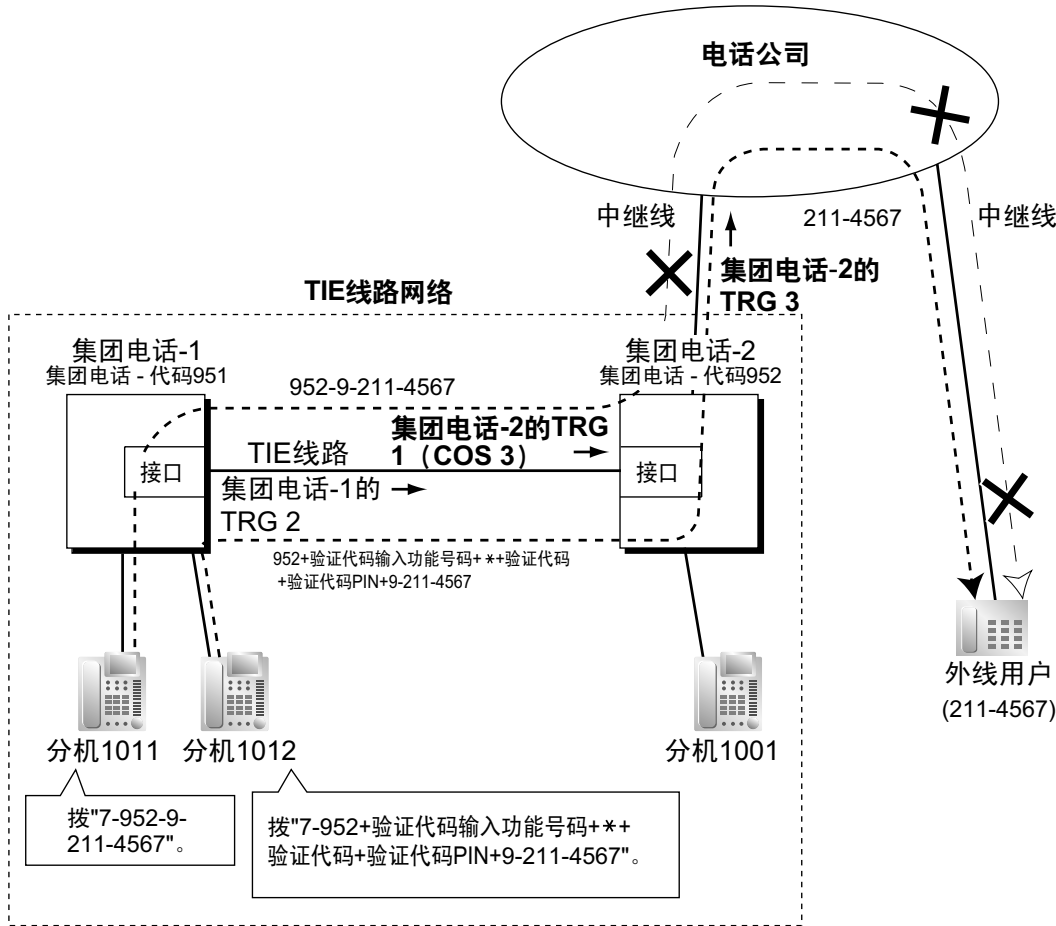 电话公司
中继线
211-4567
中继线
集团电话-2的
TRG 3
TIE线路网络
集团电话-1
集团电话 - 代码951
集团电话-2
集团电话 - 代码952
952-9-211-4567
集团电话-2的TRG
1（COS 3）
TIE线路
接口
接口
集团电话-1的
TRG 2
952+验证代码输入功能号码+ *+验证代码
+验证代码PIN+9-211-4567
外线用户
(211-4567)
分机1011
分机1012
分机1001
拨"7-952-9-
211-4567"。
拨"7-952+验证代码输入功能号码+*+
验证代码+验证代码PIN+9-211-4567"。